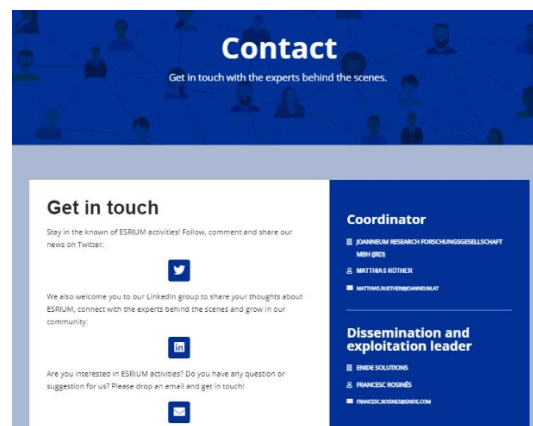 Contact
Get in touch with the experts behind the scenes.
Get in touch
Stay in the known of ESRIUM activities! Follow, comment and share our
news on Twitter:
We also welcome you to our LinkedIn group to share your thoughts about
ESRIUM, connect with the experts behind the scenes and grow in our
community:
Are you interested in ESRIUM activities? Do you have any question or
suggestion for us? Please drop an email and get in touch!
Coordinator
JOANNEUM RESEARCH FORSCHUNGSGESELLSCHAFT
MBH (JRD)
MATTHIAS RÜTHER
MATTHIAS.RUETHER@JOANNEUM.AT
Dissemination and
exploitation leader
ENIDE SOLUTIONS
FRANCESC ROSINÉS
FRANCESC.ROSINES@ENIDE.COM